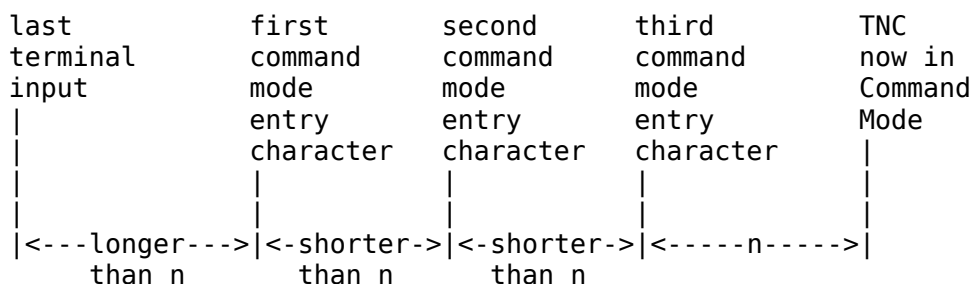 last           first       second      third         TNC
terminal       command     command     command       now in
input          mode        mode        mode          Command
|              entry       entry       entry         Mode
|              character   character   character     |
|               |           |           |             |
|               |           |           |             |
|<---longer--->|<-shorter->|<-shorter->|<-----n----->|
     than n       than n      than n